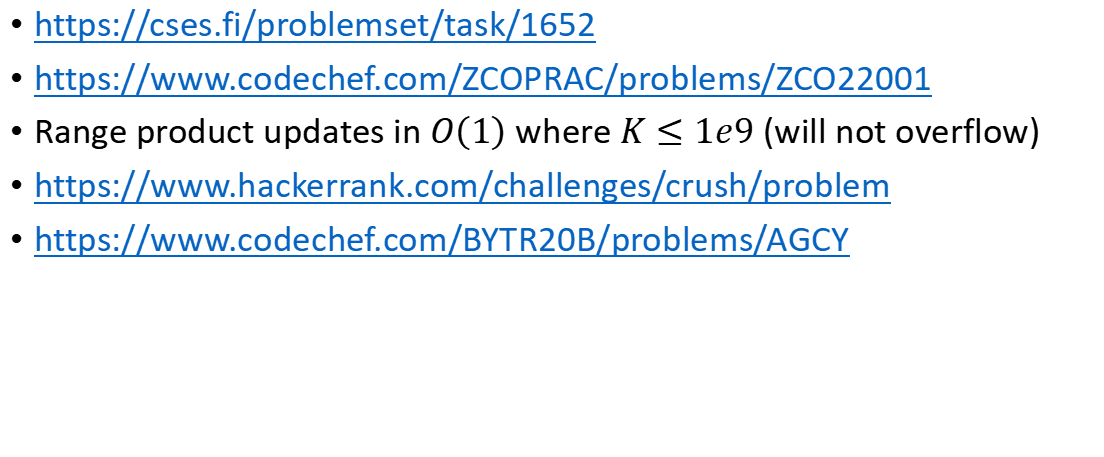 • https://cses.fi/problemset/task/1652
• https://www.codechef.com/ZCOPRAC/problems/ZCO22001
• Range product updates in 𝑂(1) where 𝐾 ≤ 1𝑒9 (will not overflow)
• https://www.hackerrank.com/challenges/crush/problem
• https://www.codechef.com/BYTR20B/problems/AGCY